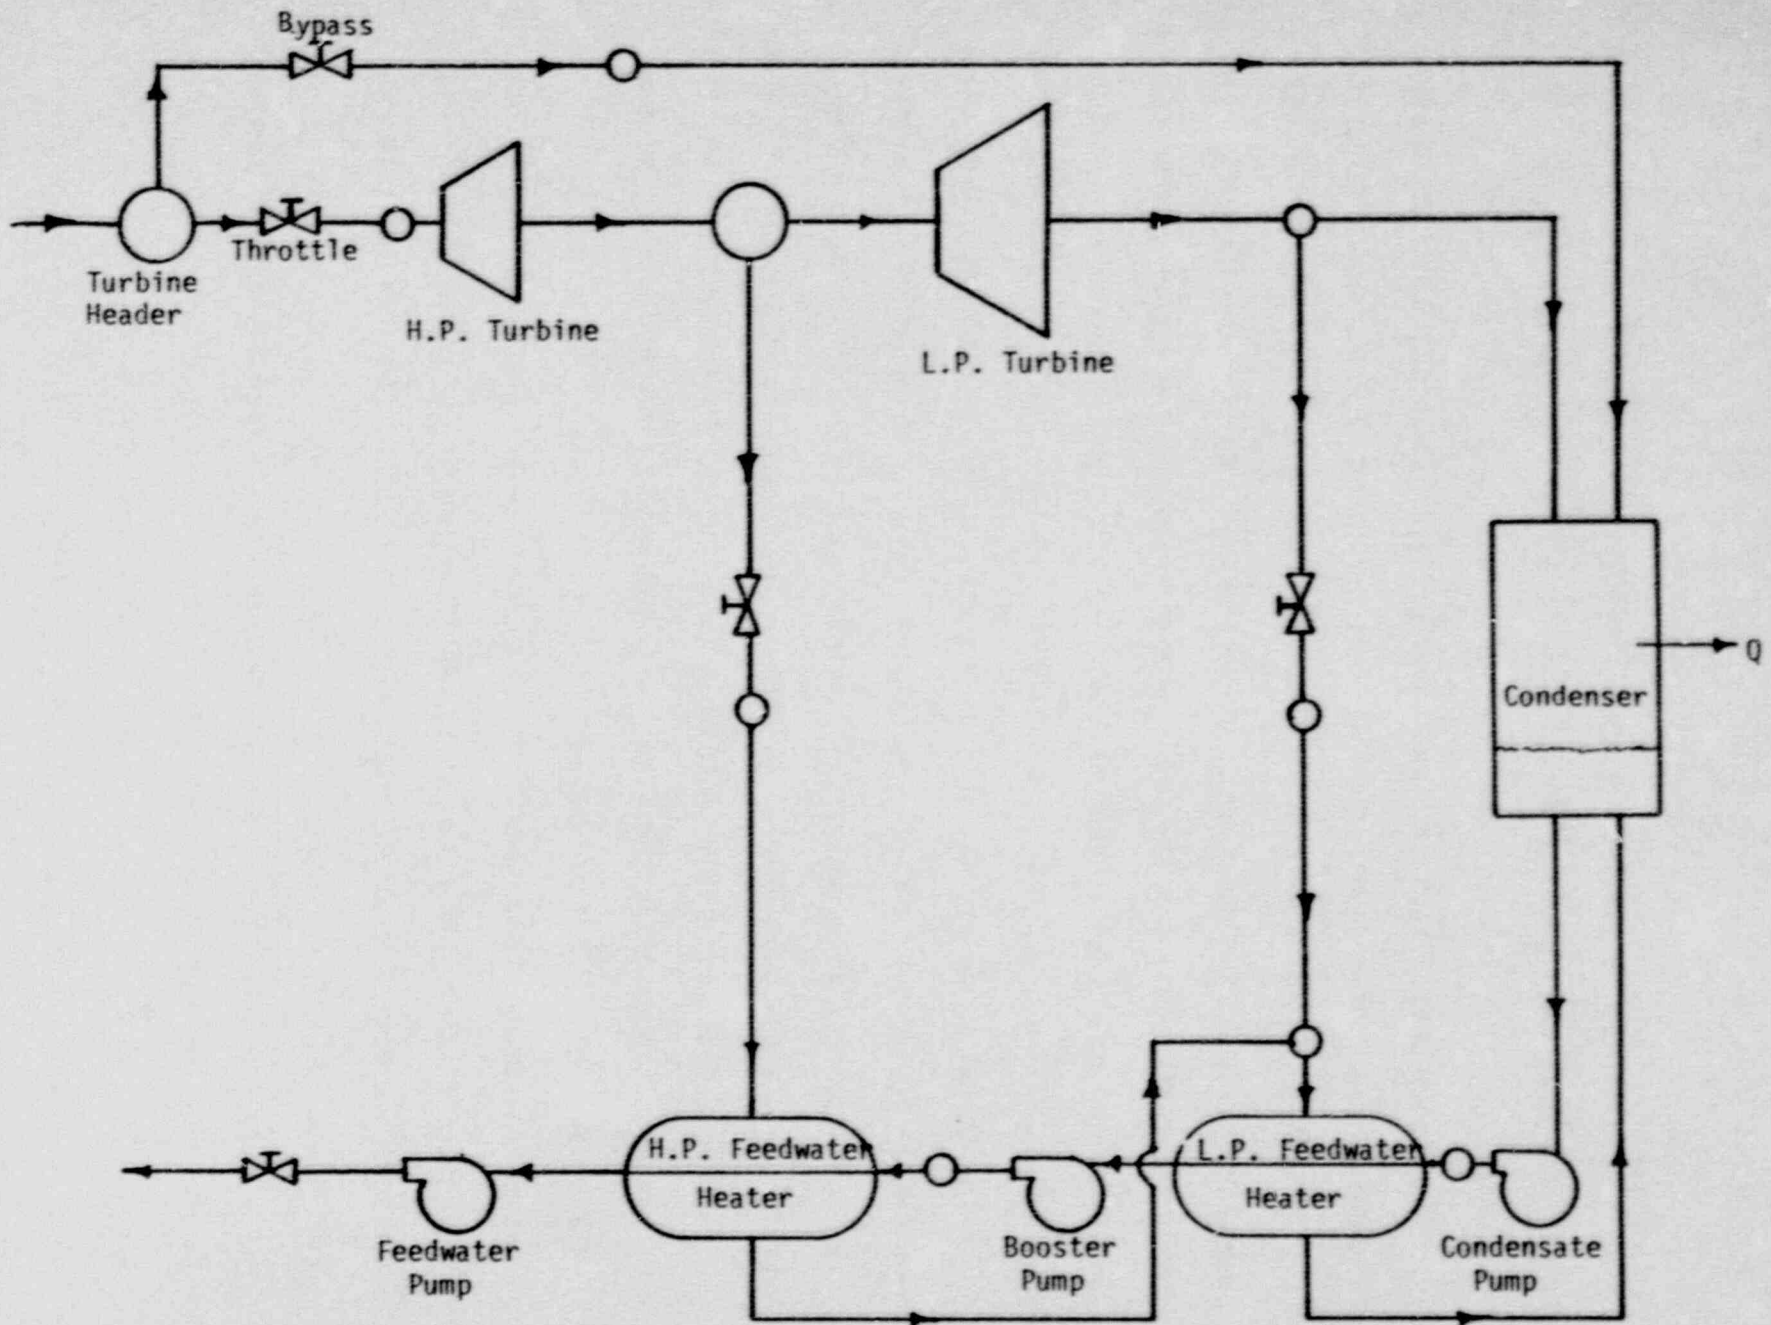 Bypass
Throttle
Turbine
Header
H.P. Turbine
L.P. Turbine
Q
Condenser
H.P. Feedwater
Heater
L.P. Feedwater
Heater
Feedwater
Pump
Booster
Pump
Condensate
Pump